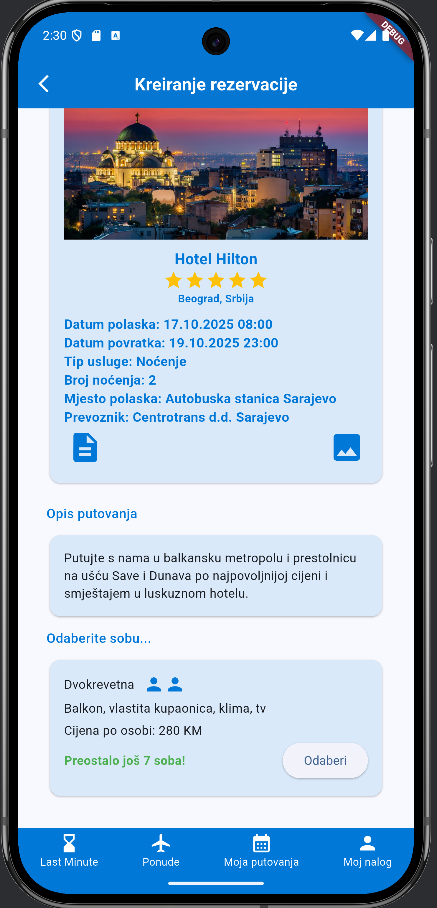 2:30
DEBUG
Kreiranje rezervacije
Hotel Hilton
Beograd, Srbija
Datum polaska: 17.10.2025 08:00
Datum povratka: 19.10.2025 23:00
Tip usluge: Noćenje
Broj noćenja: 2
Mjesto polaska: Autobuska stanica Sarajevo
Prevoznik: Centrotrans d.d. Sarajevo
Opis putovanja
Putujte s nama u balkansku metropolu i prestolnicu
na ušću Save i Dunava po najpovoljnijoj cijeni i
smještajem u luskuznom hotelu.
Odaberite sobu...
Dvokrevetna
Balkon, vlastita kupaonica, klima, tv
Cijena po osobi: 280 KM
Preostalo još 7 soba!
Odaberi
Last Minute
Ponude
Moja putovanja
Moj nalog